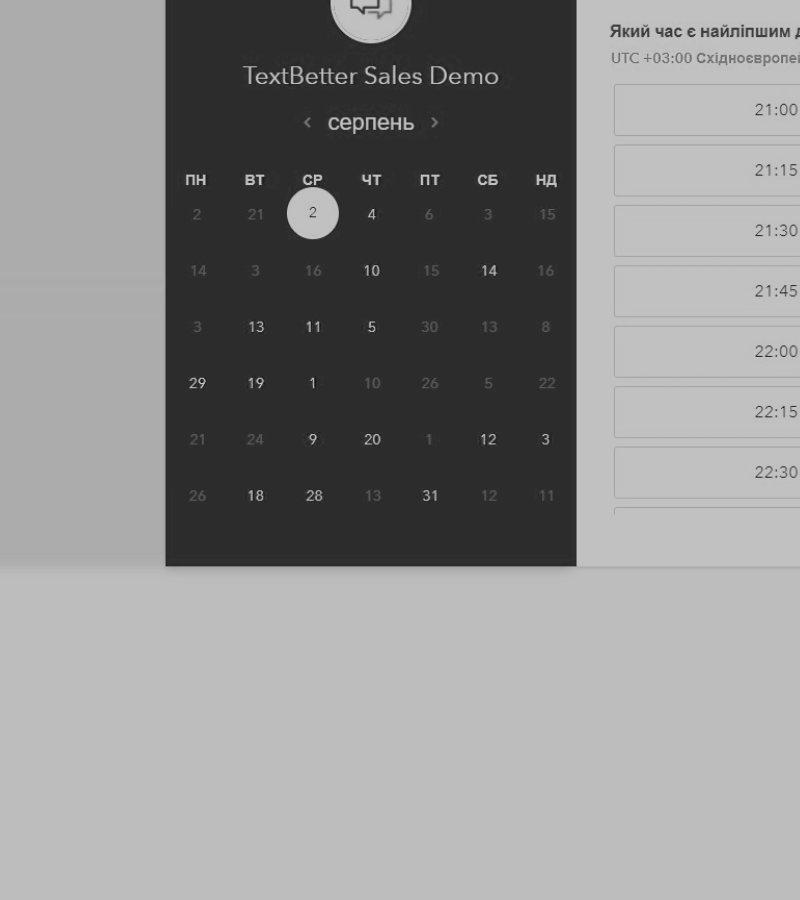 TextBetter Sales Demo
‹ серпень ›
ПН ВТ СР ЧТ ПТ СБ НД
2 21 2 4 6 3 15
14 3 16 10 15 14 16
3 13 11 5 30 13 8
29 19 1 10 26 5 22
21 24 9 20 1 12 3
26 18 28 13 31 12 11
Який час є найліпшим
UTC +03:00
21:00
21:15
21:30
21:45
22:00
22:15
22:30